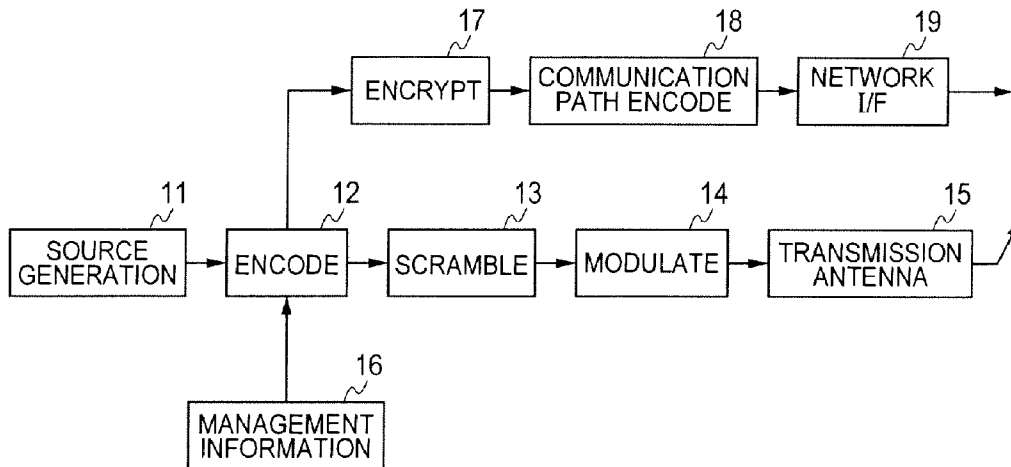 17
18
19
ENCRYPT
COMMUNICATION
PATH ENCODE
NETWORK
I/F
11
12
13
14
15
SOURCE
GENERATION
ENCODE
SCRAMBLE
MODULATE
TRANSMISSION
ANTENNA
16
MANAGEMENT
INFORMATION